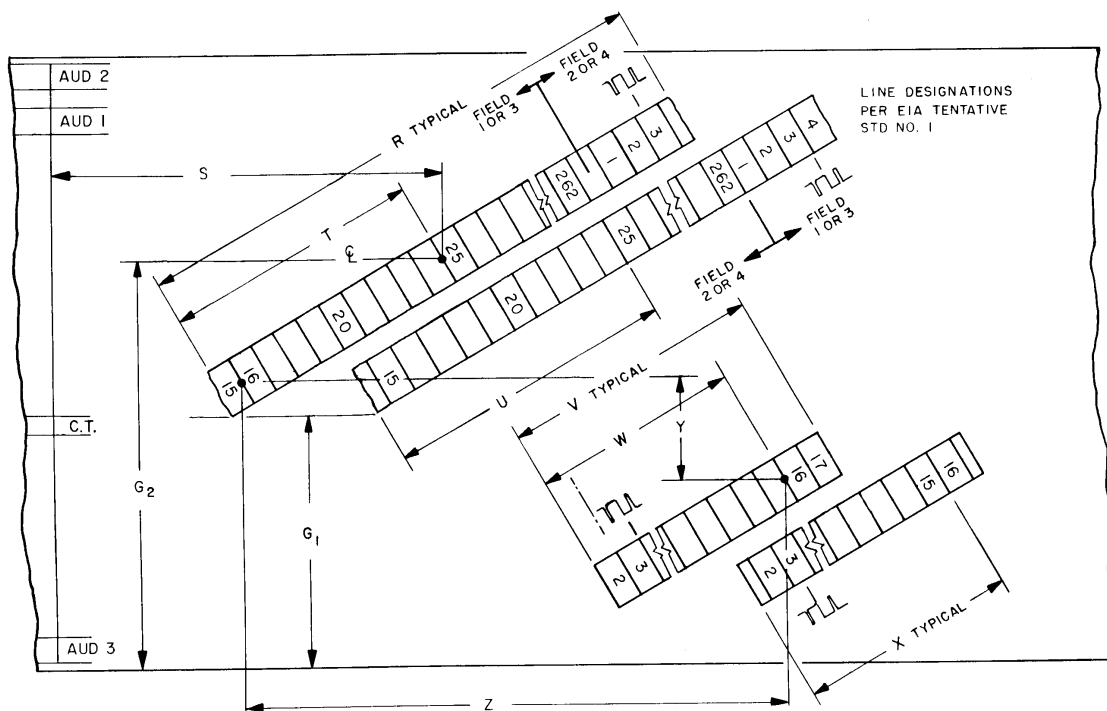 AUD 2
AUD 1
C.T.
AUD 3
LINE DESIGNATIONS
PER EIA TENTATIVE
STD NO. 1
R TYPICAL
FIELD
1 OR 3
FIELD
2 OR 4
S
T
℄
15 16 20 25 262 1 2 3
15 20 25 262 1 2 3 4
FIELD
1 OR 3
FIELD
2 OR 4
U
V TYPICAL
W
Y
G2
G1
2 3 16 17
2 3 15 16
X TYPICAL
Z